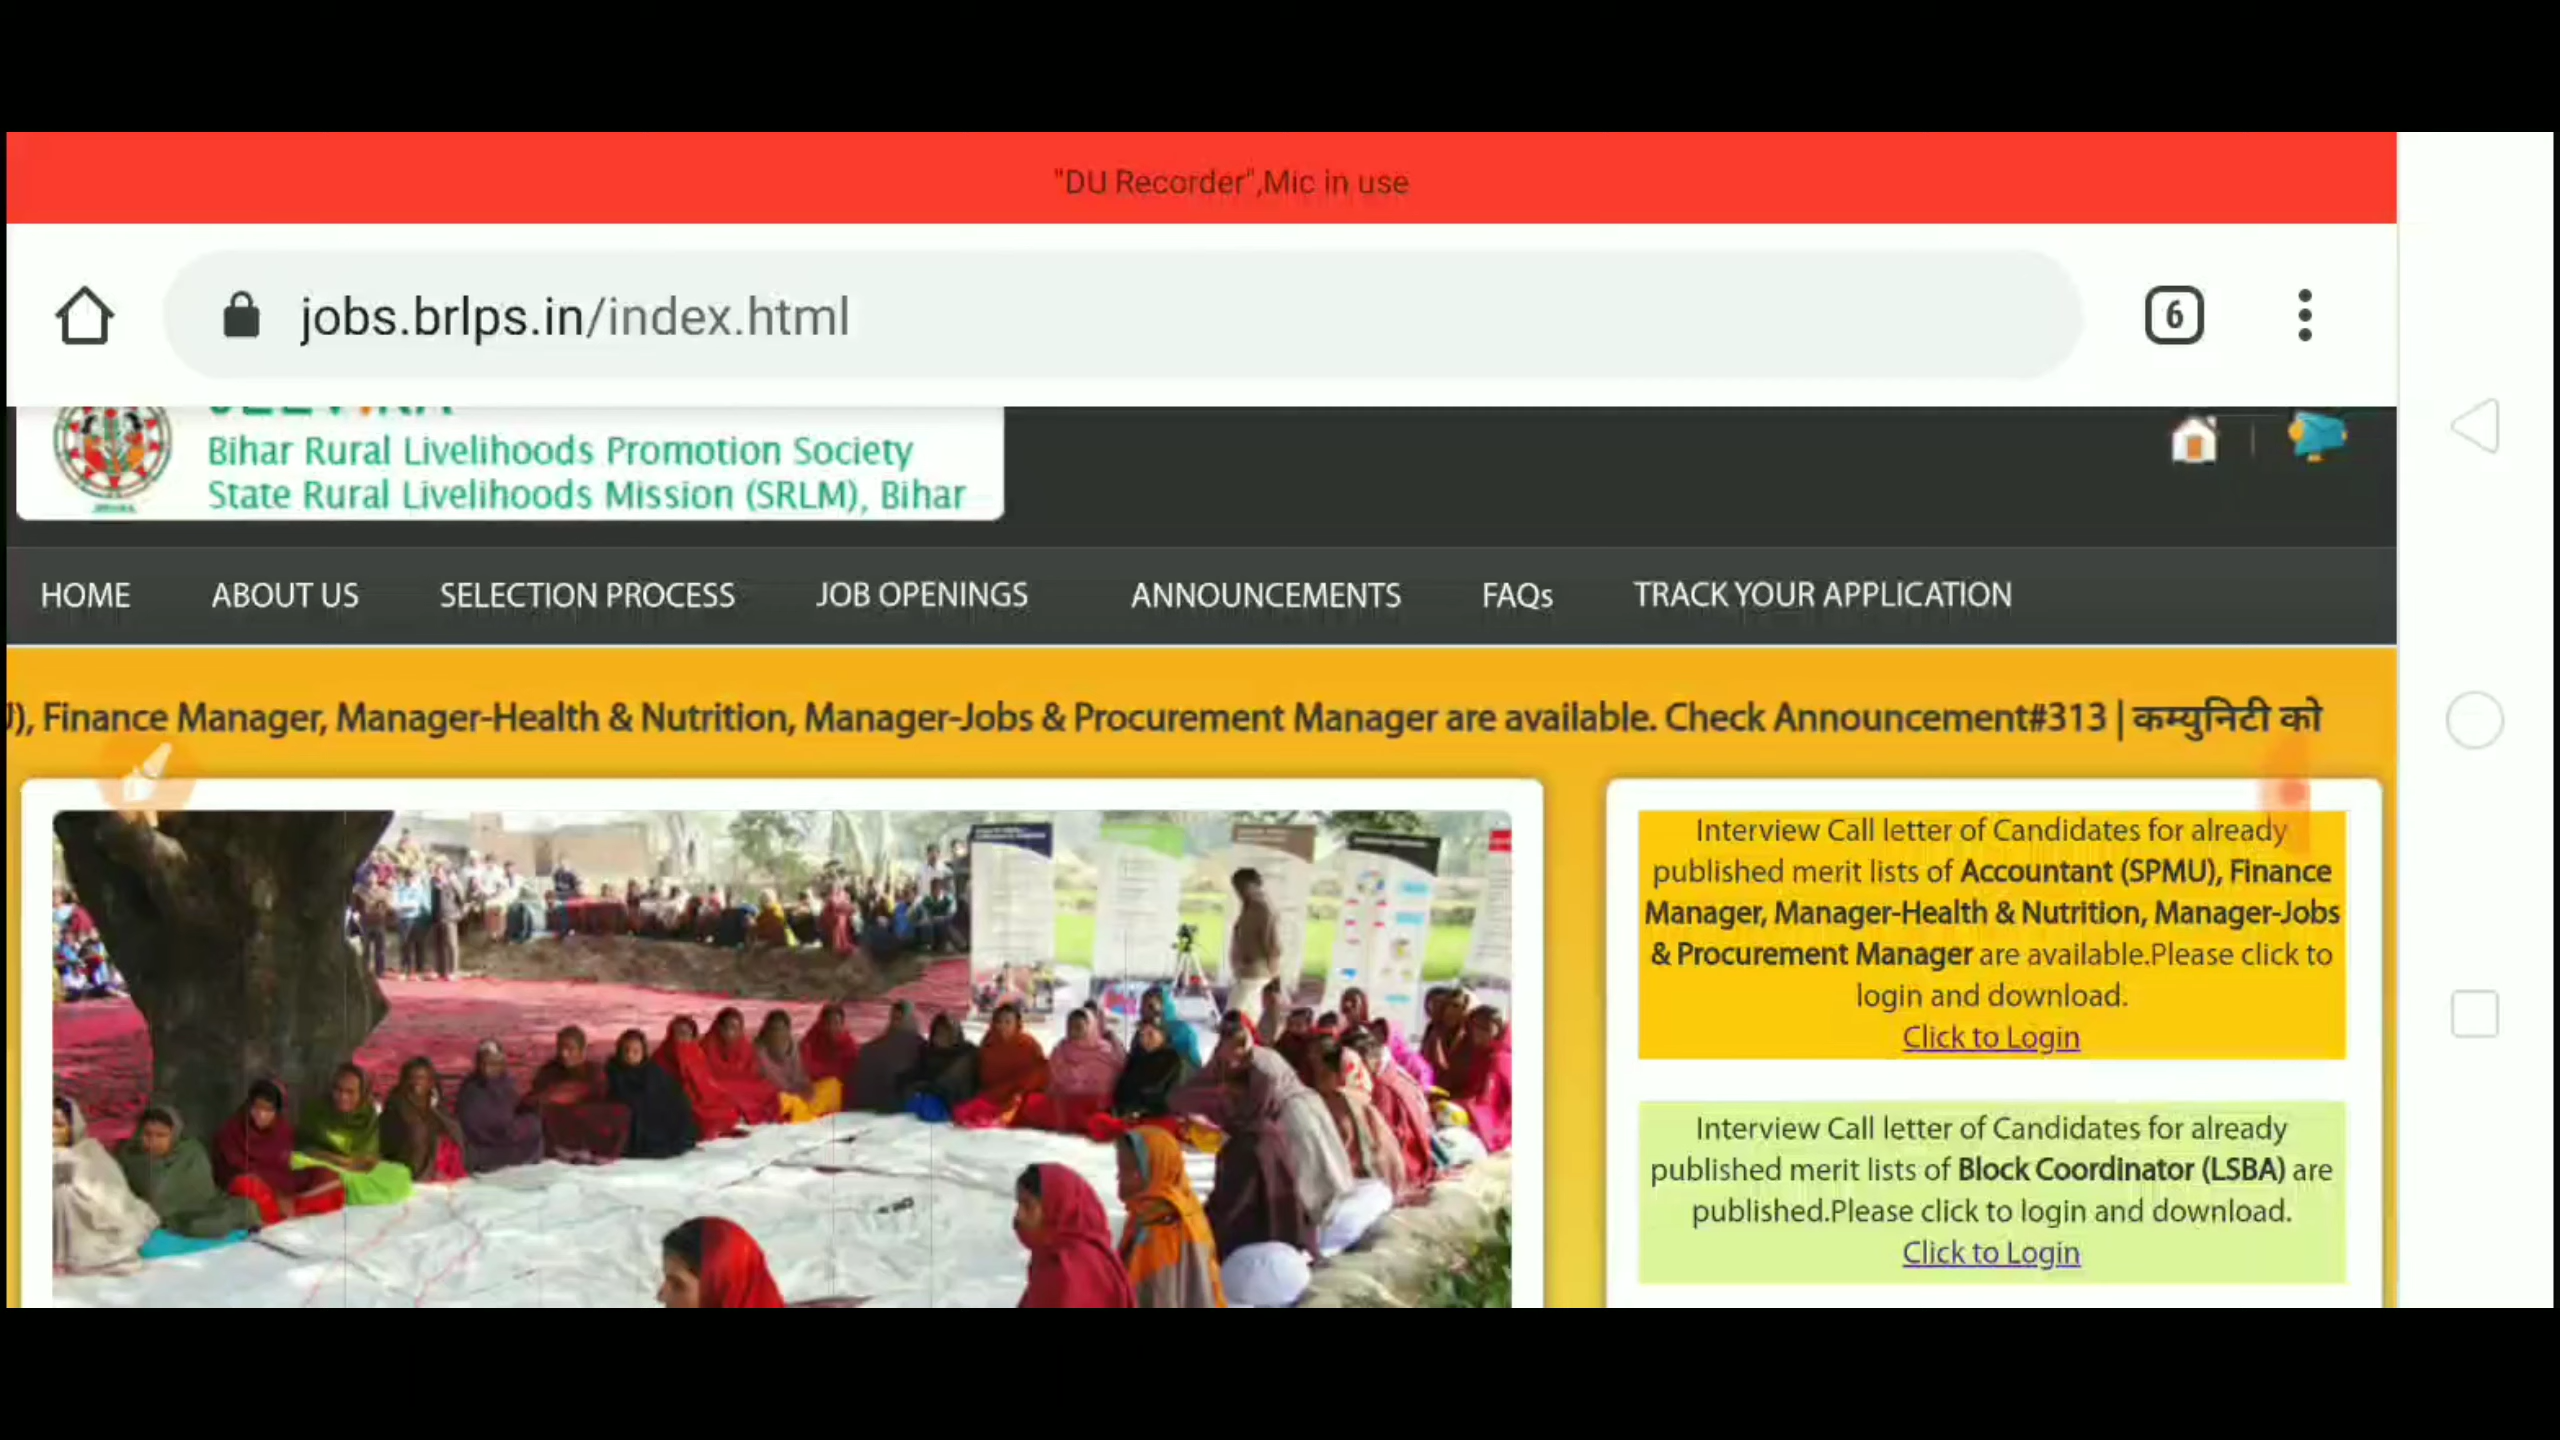 "DU Recorder",Mic in use
jobs.brlps.in/index.html
6
Bihar Rural Livelihoods Promotion Society
State Rural Livelihoods Mission (SRLM), Bihar
HOME ABOUT US SELECTION PROCESS JOB OPENINGS ANNOUNCEMENTS FAQs TRACK YOUR APPLICATION
), Finance Manager, Manager-Health & Nutrition, Manager-Jobs & Procurement Manager are available. Check Announcement#313 | कम्युनिटी को
Interview Call letter of Candidates for already
published merit lists of Accountant (SPMU), Finance
Manager, Manager-Health & Nutrition, Manager-Jobs
& Procurement Manager are available.Please click to
login and download.
Click to Login
Interview Call letter of Candidates for already
published merit lists of Block Coordinator (LSBA) are
published.Please click to login and download.
Click to Login